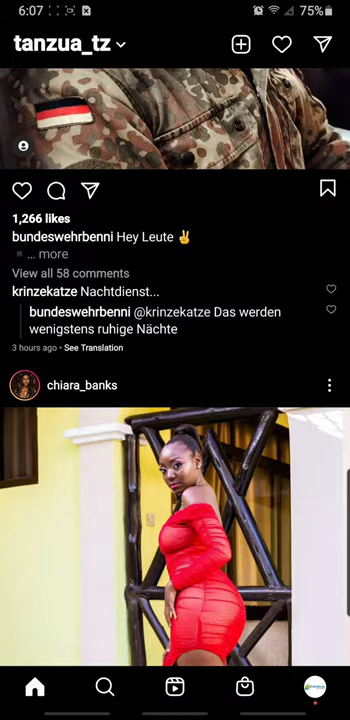 6:07
75%
tanzua_tz
1,266 likes
bundeswehrbenni Hey Leute ✌
... more
View all 58 comments
krinzekatze Nachtdienst...
bundeswehrbenni @krinzekatze Das werden
wenigstens ruhige Nächte
3 hours ago • See Translation
chiara_banks